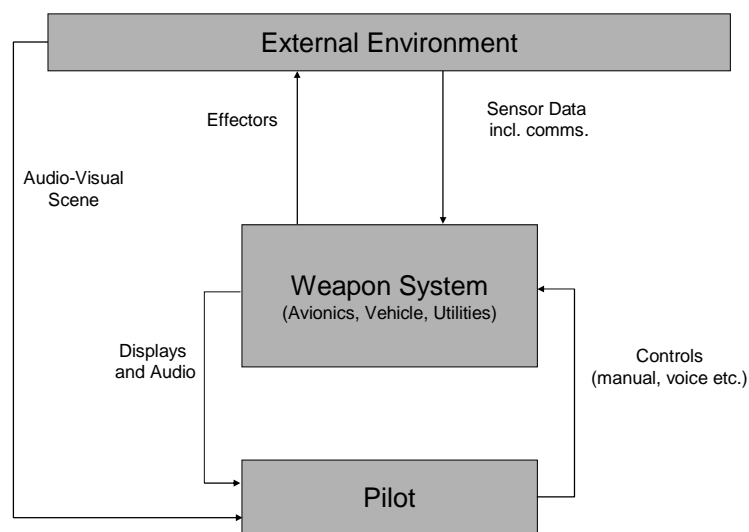 External Environment
Effectors
Sensor Data
incl. comms.
Audio-Visual
Scene
Weapon System
(Avionics, Vehicle, Utilities)
Displays
and Audio
Controls
(manual, voice etc.)
Pilot